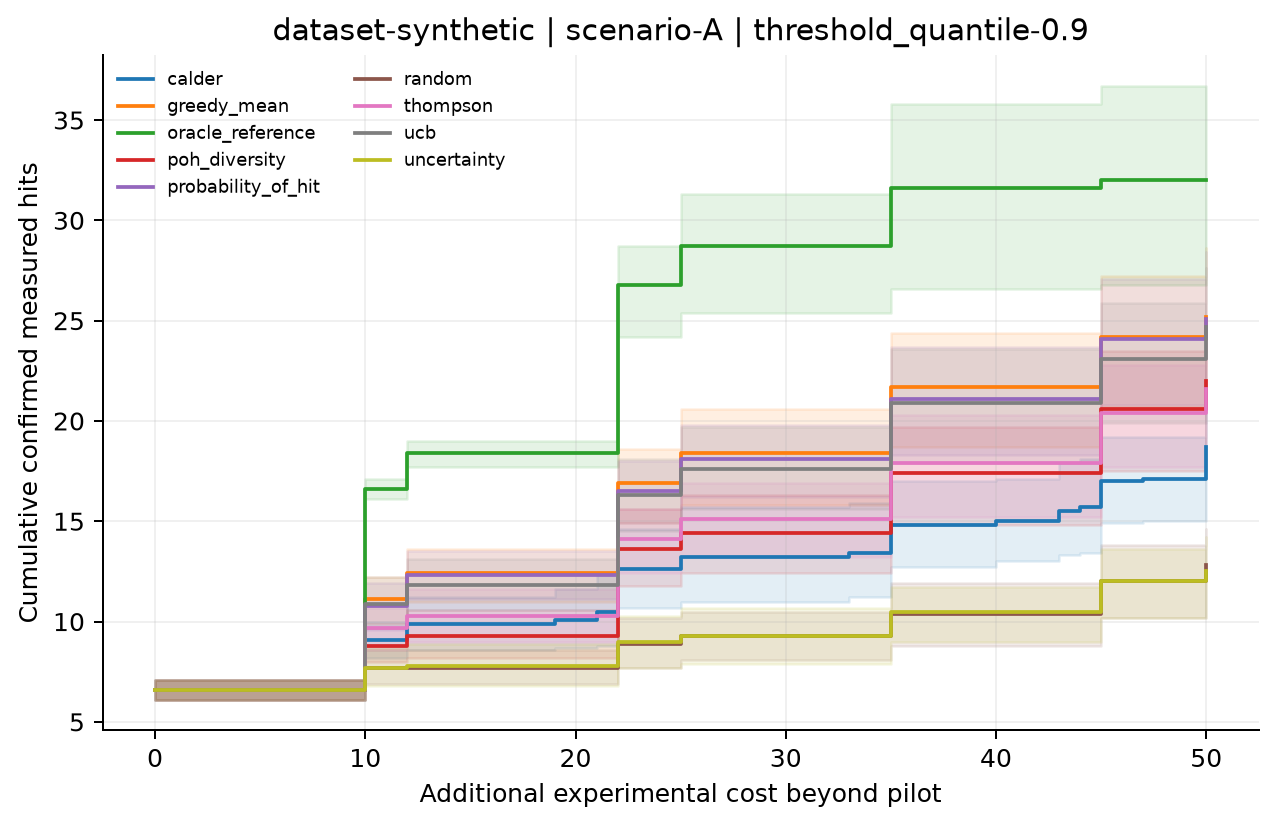 dataset-synthetic | scenario-A | threshold_quantile-0.9
calder
greedy_mean
oracle_reference
poh_diversity
probability_of_hit
random
thompson
ucb
uncertainty
Cumulative confirmed measured hits
35
30
25
20
15
10
5
0
10
20
30
40
50
Additional experimental cost beyond pilot